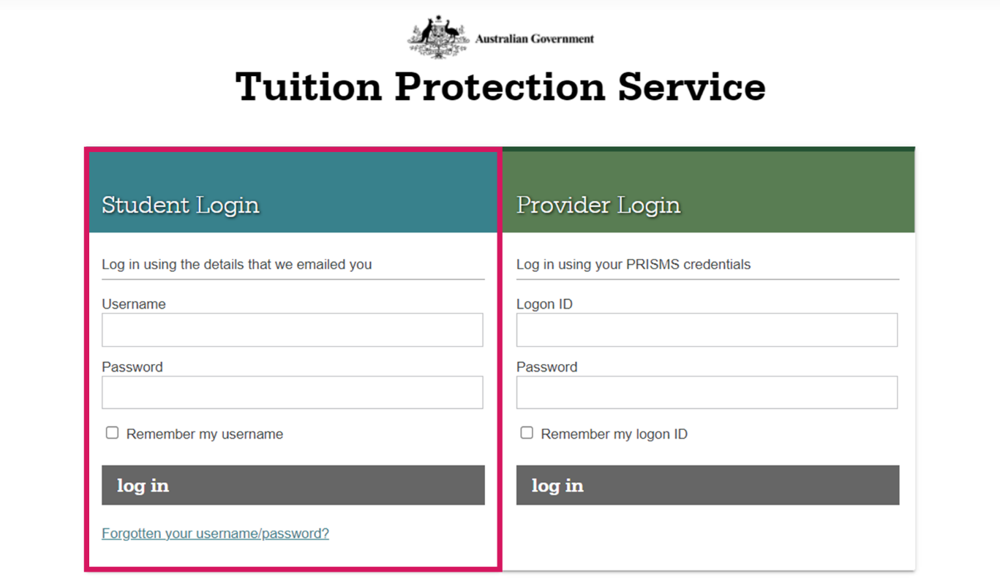 Australian Government
Tuition Protection Service
Student Login
Log in using the details that we emailed you
Username
Password
Remember my username
log in
Forgotten your username/password?
Provider Login
Log in using your PRISMS credentials
Logon ID
Password
Remember my logon ID
log in